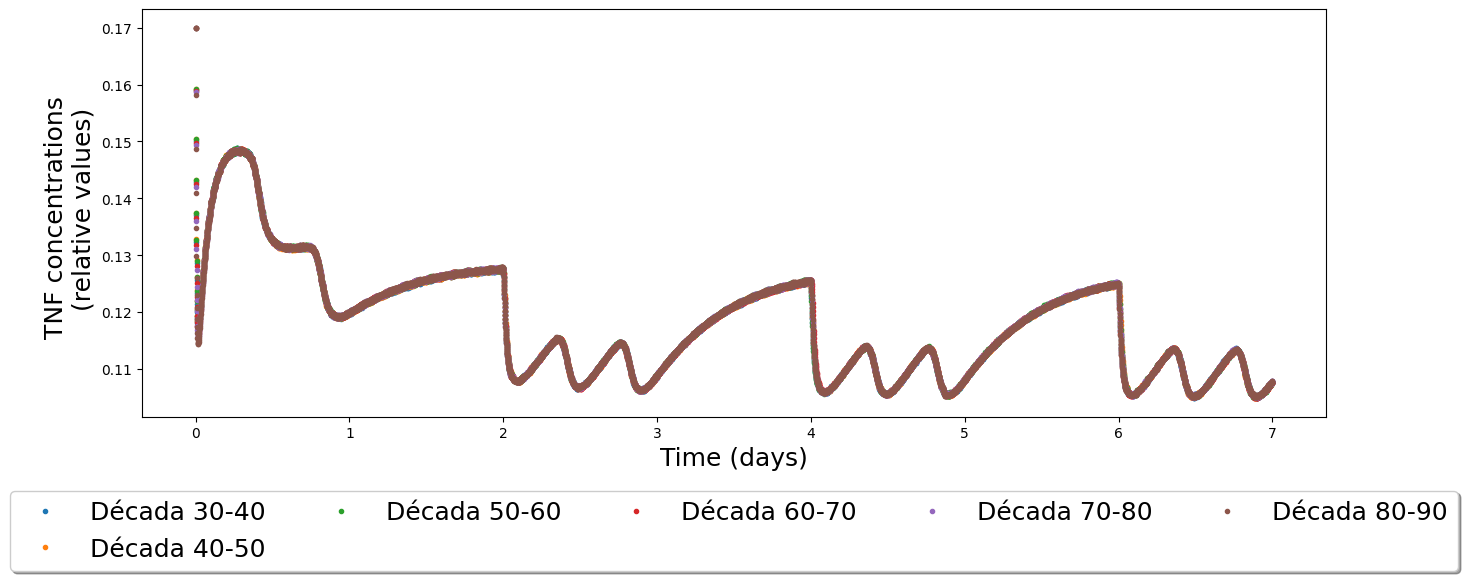 0.17
0.16
0.15
0.14
0.13
0.12
0.11
TNF concentrations
(relative values)
0 1 2 3 4 5 6 7
Time (days)
Década 30-40 Década 50-60 Década 60-70 Década 70-80 Década 80-90
Década 40-50